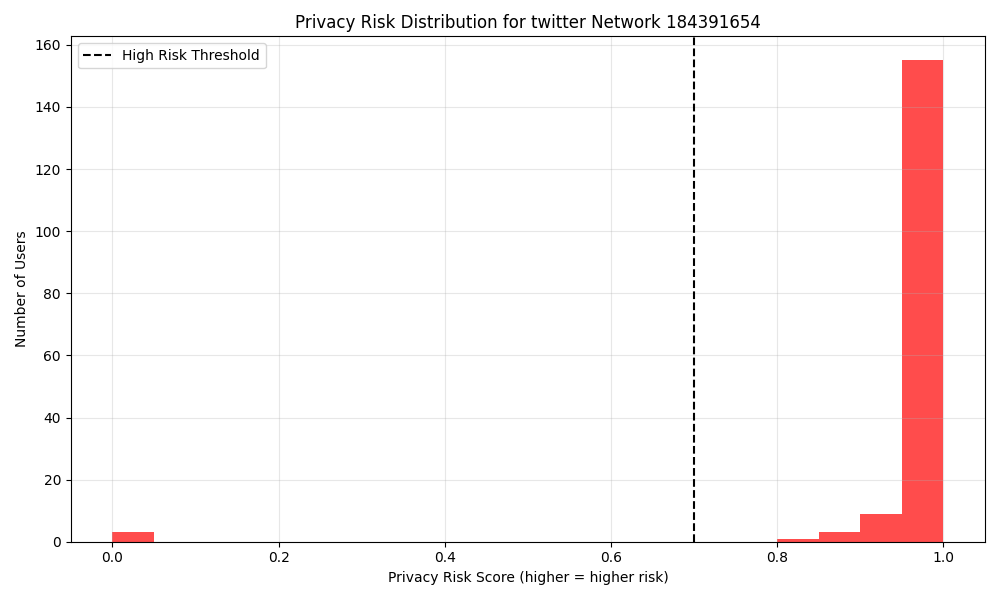 Privacy Risk Distribution for twitter Network 184391654
High Risk Threshold
160
140
120
100
80
60
40
20
0
Number of Users
0.0 0.2 0.4 0.6 0.8 1.0
Privacy Risk Score (higher = higher risk)